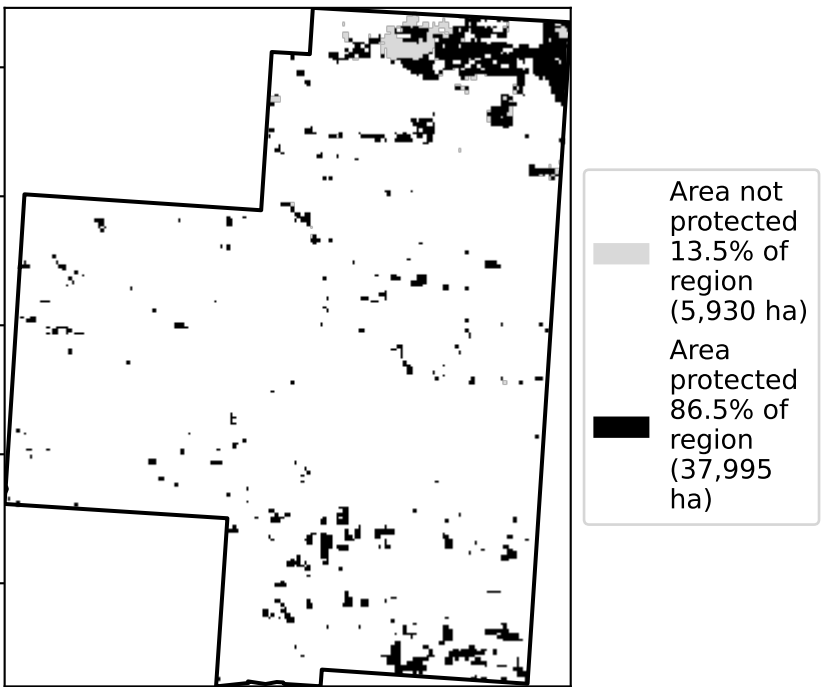 Area not
protected
13.5% of
region
(5,930 ha)
Area
protected
86.5% of
region
(37,995
ha)